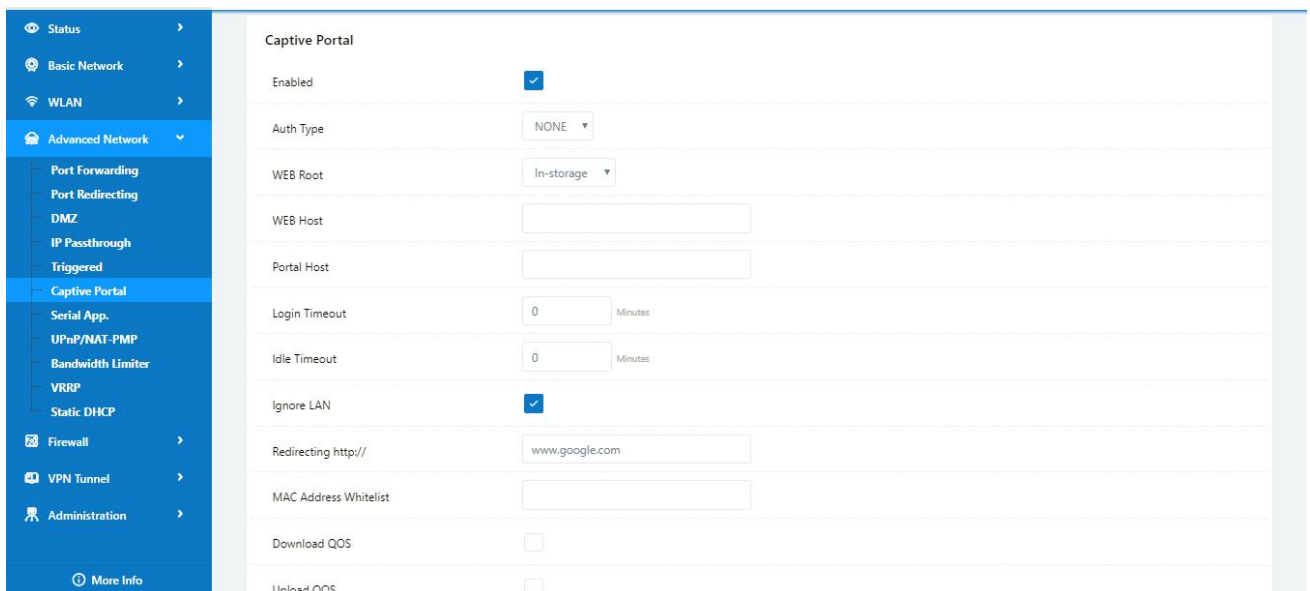 Status
Basic Network
WLAN
Advanced Network
Port Forwarding
Port Redirecting
DMZ
IP Passthrough
Triggered
Captive Portal
Serial App.
UPnP/NAT-PMP
Bandwidth Limiter
VRRP
Static DHCP
Firewall
VPN Tunnel
Administration
More Info
Captive Portal
Enabled
Auth Type NONE
WEB Root In-storage
WEB Host
Portal Host
Login Timeout 0 Minutes
Idle Timeout 0 Minutes
Ignore LAN
Redirecting http:// www.google.com
MAC Address Whitelist
Download QOS
Upload QOS